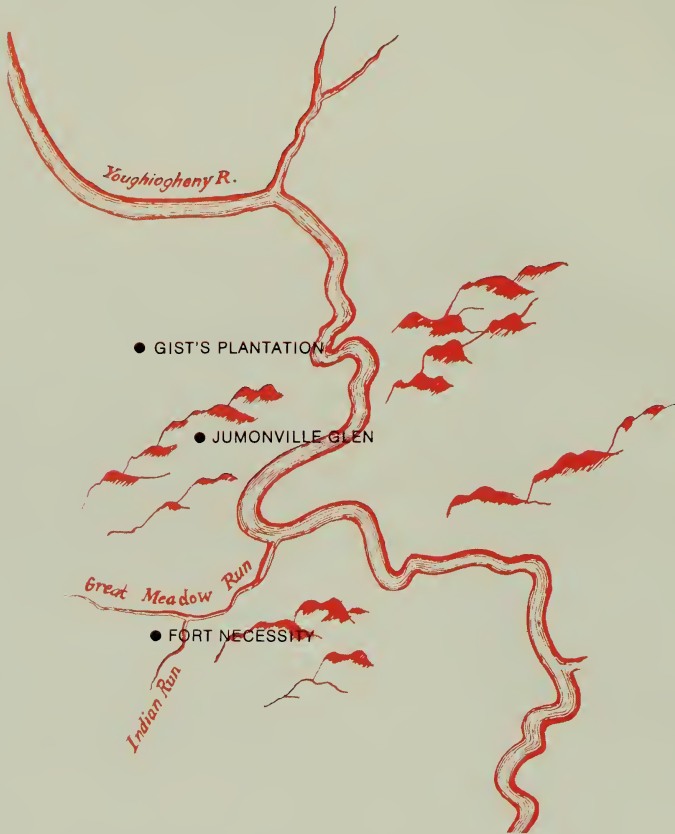 Youghiogheny R.
GIST'S PLANTATION
JUMONVILLE GLEN
Great Meadow Run
FORT NECESSITY
Indian Run